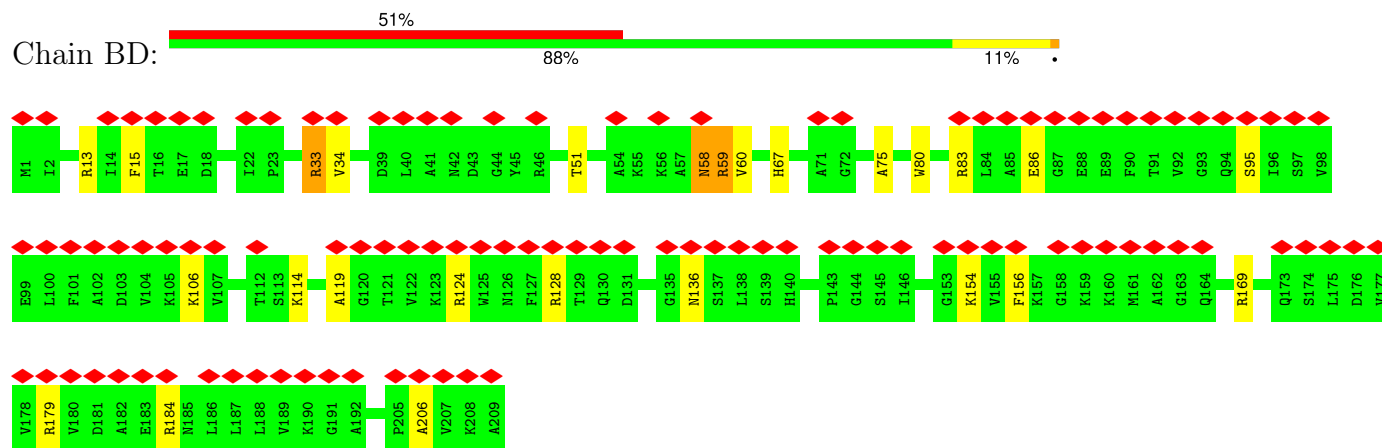 51%
Chain BD:
88% 11% •
M1 I2 R13 I14 F15 T16 E17 D18 I22 P23 R33 V34 D39 L40 A41 N42 D43 G44 Y45 R46 T51 A54 K55 K56 A57 N58 R59 V60 H67 A71 G72 A75 W80 R83 L84 A85 E86 G87 E88 E89 F90 T91 V92 G93 Q94 S95 I96 S97 V98
E99 L100 F101 A102 D103 V104 K105 K106 V107 T112 S113 K114 A119 G120 T121 V122 K123 R124 W125 N126 F127 R128 T129 Q130 D131 G135 N136 S137 L138 S139 H140 P143 G144 S145 I146 G153 K154 V155 F156 K157 G158 K159 K160 M161 A162 G163 Q164 R169 Q173 S174 L175 D176 V177
V178 R179 V180 D181 A182 E183 R184 N185 L186 L187 L188 V189 K190 G191 A192 P205 A206 V207 K208 A209